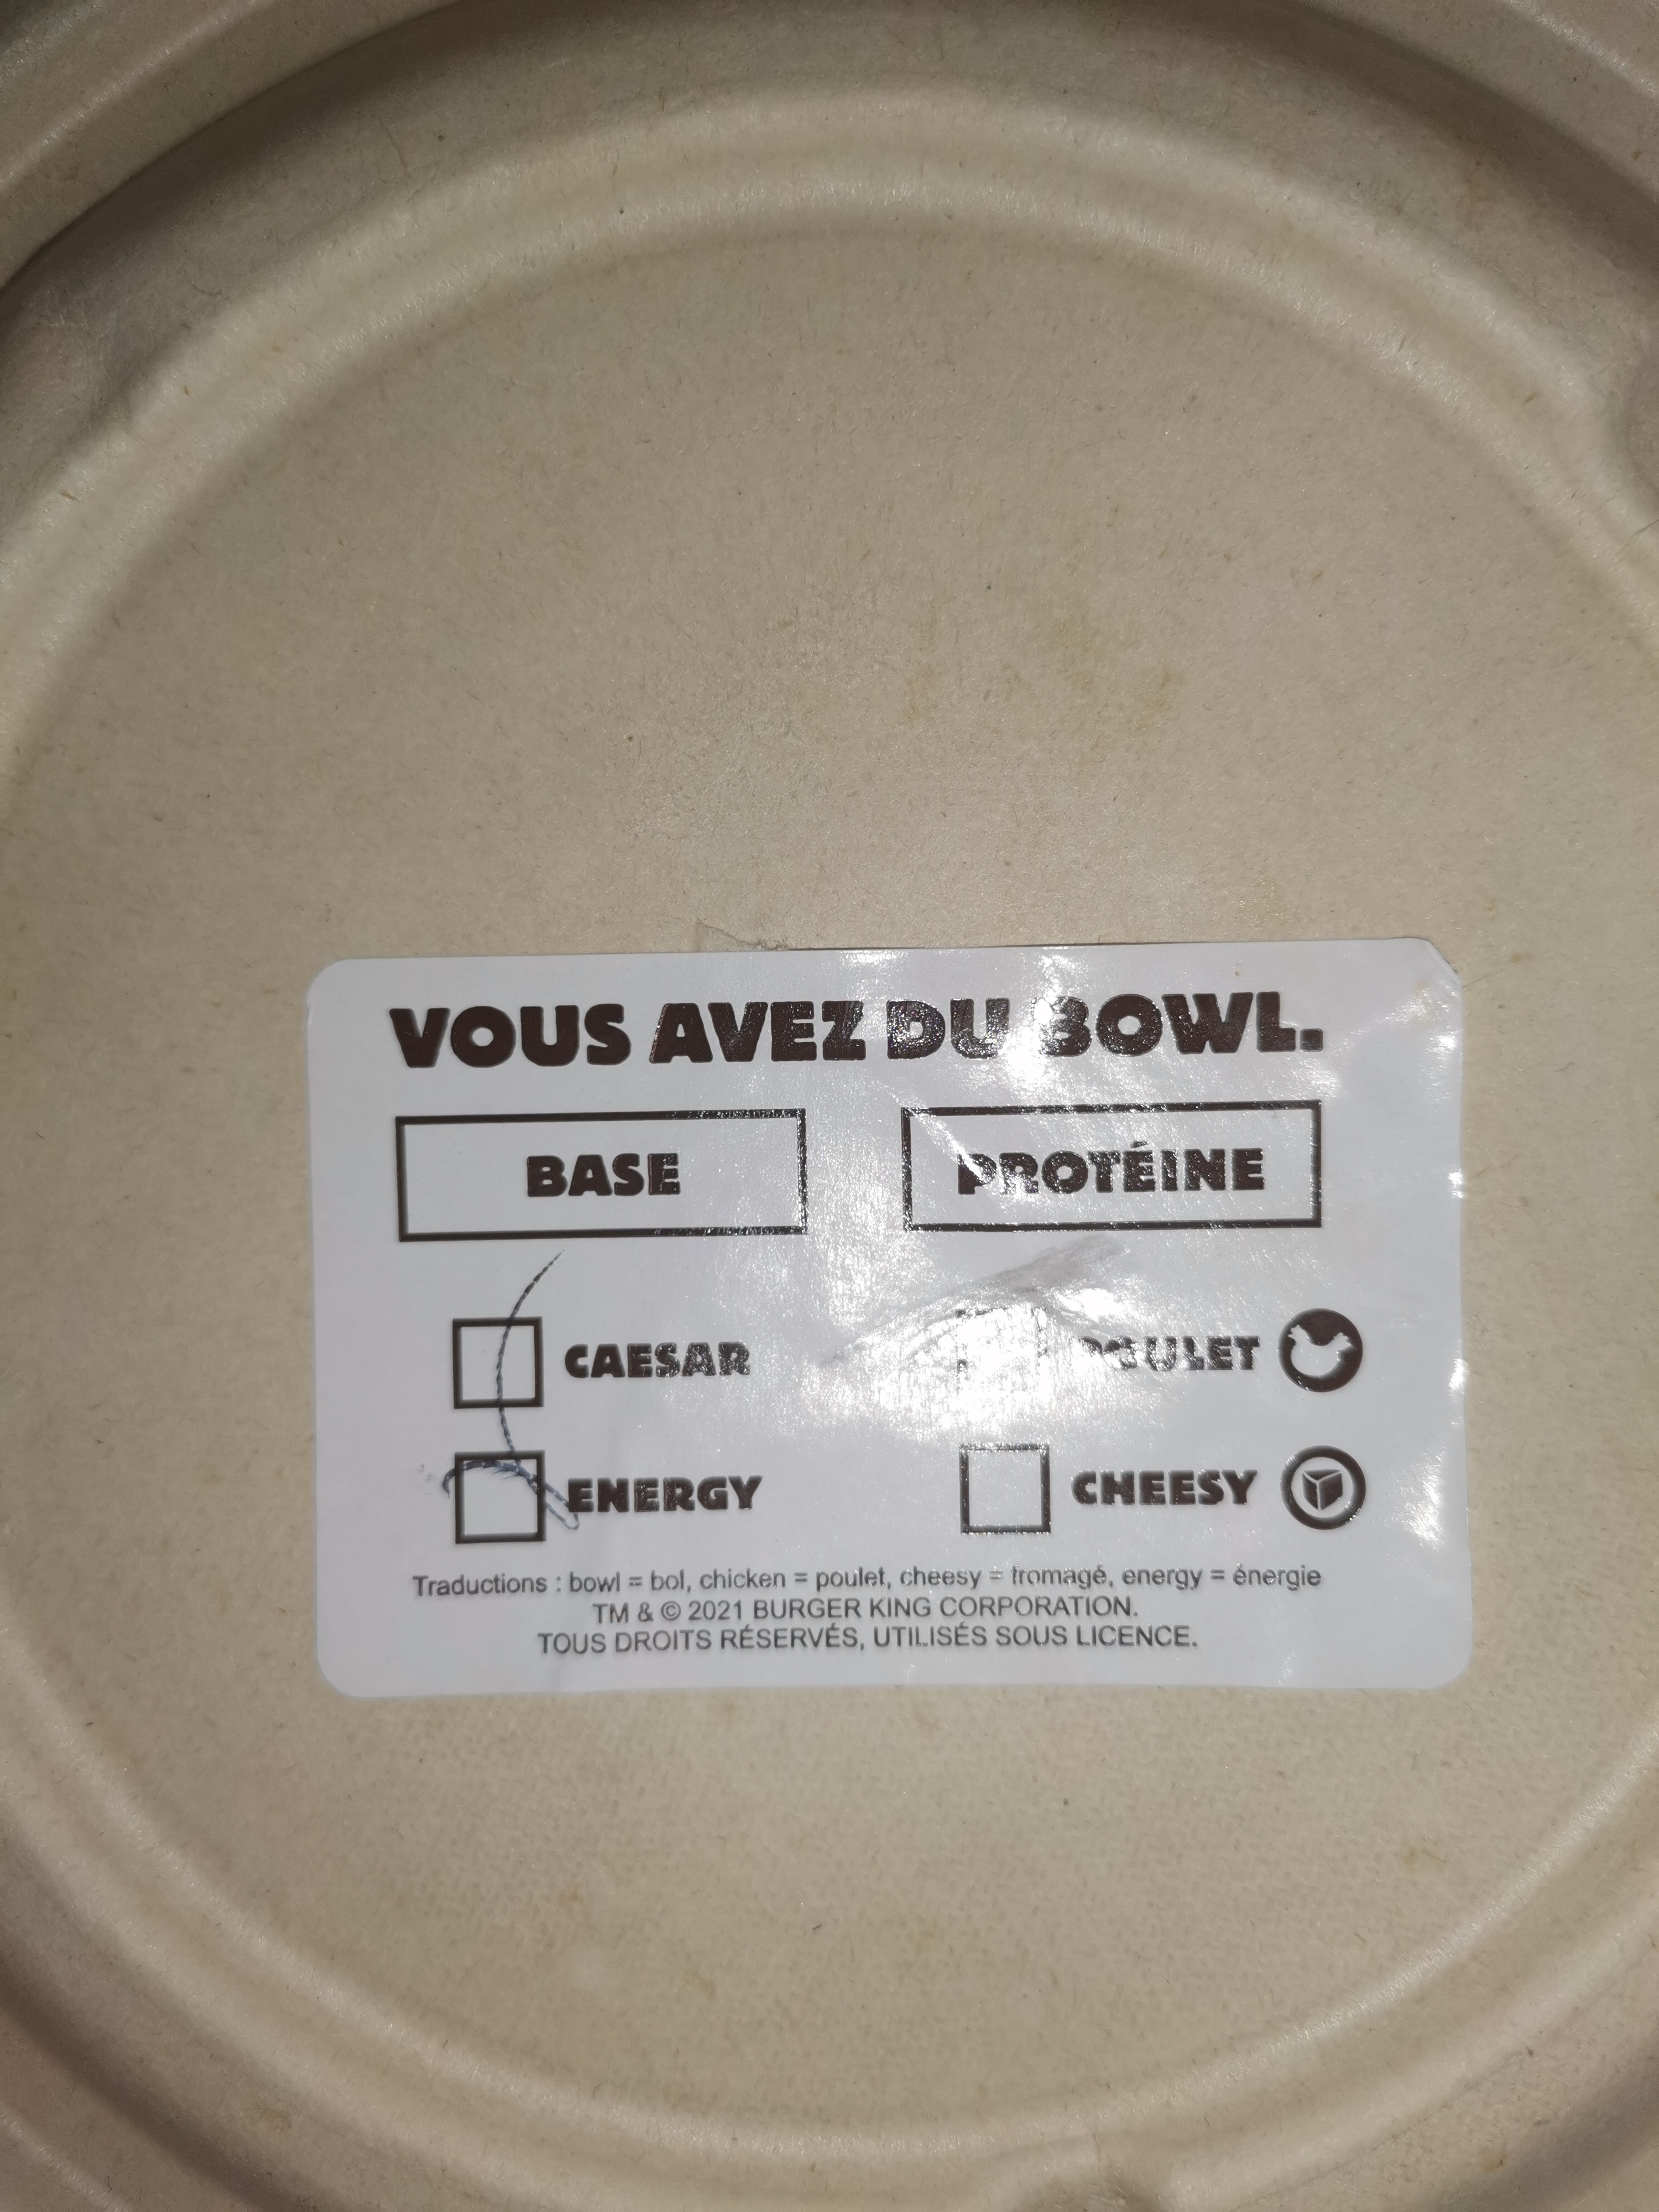 VOUS AVEZ DU BOWL.
BASE PROTÉINE
CAESAR POULET
ENERGY CHEESY
Traductions : bowl = bol, chicken = poulet, cheesy = fromagé, energy = énergie
TM & © 2021 BURGER KING CORPORATION.
TOUS DROITS RÉSERVÉS, UTILISÉS SOUS LICENCE.